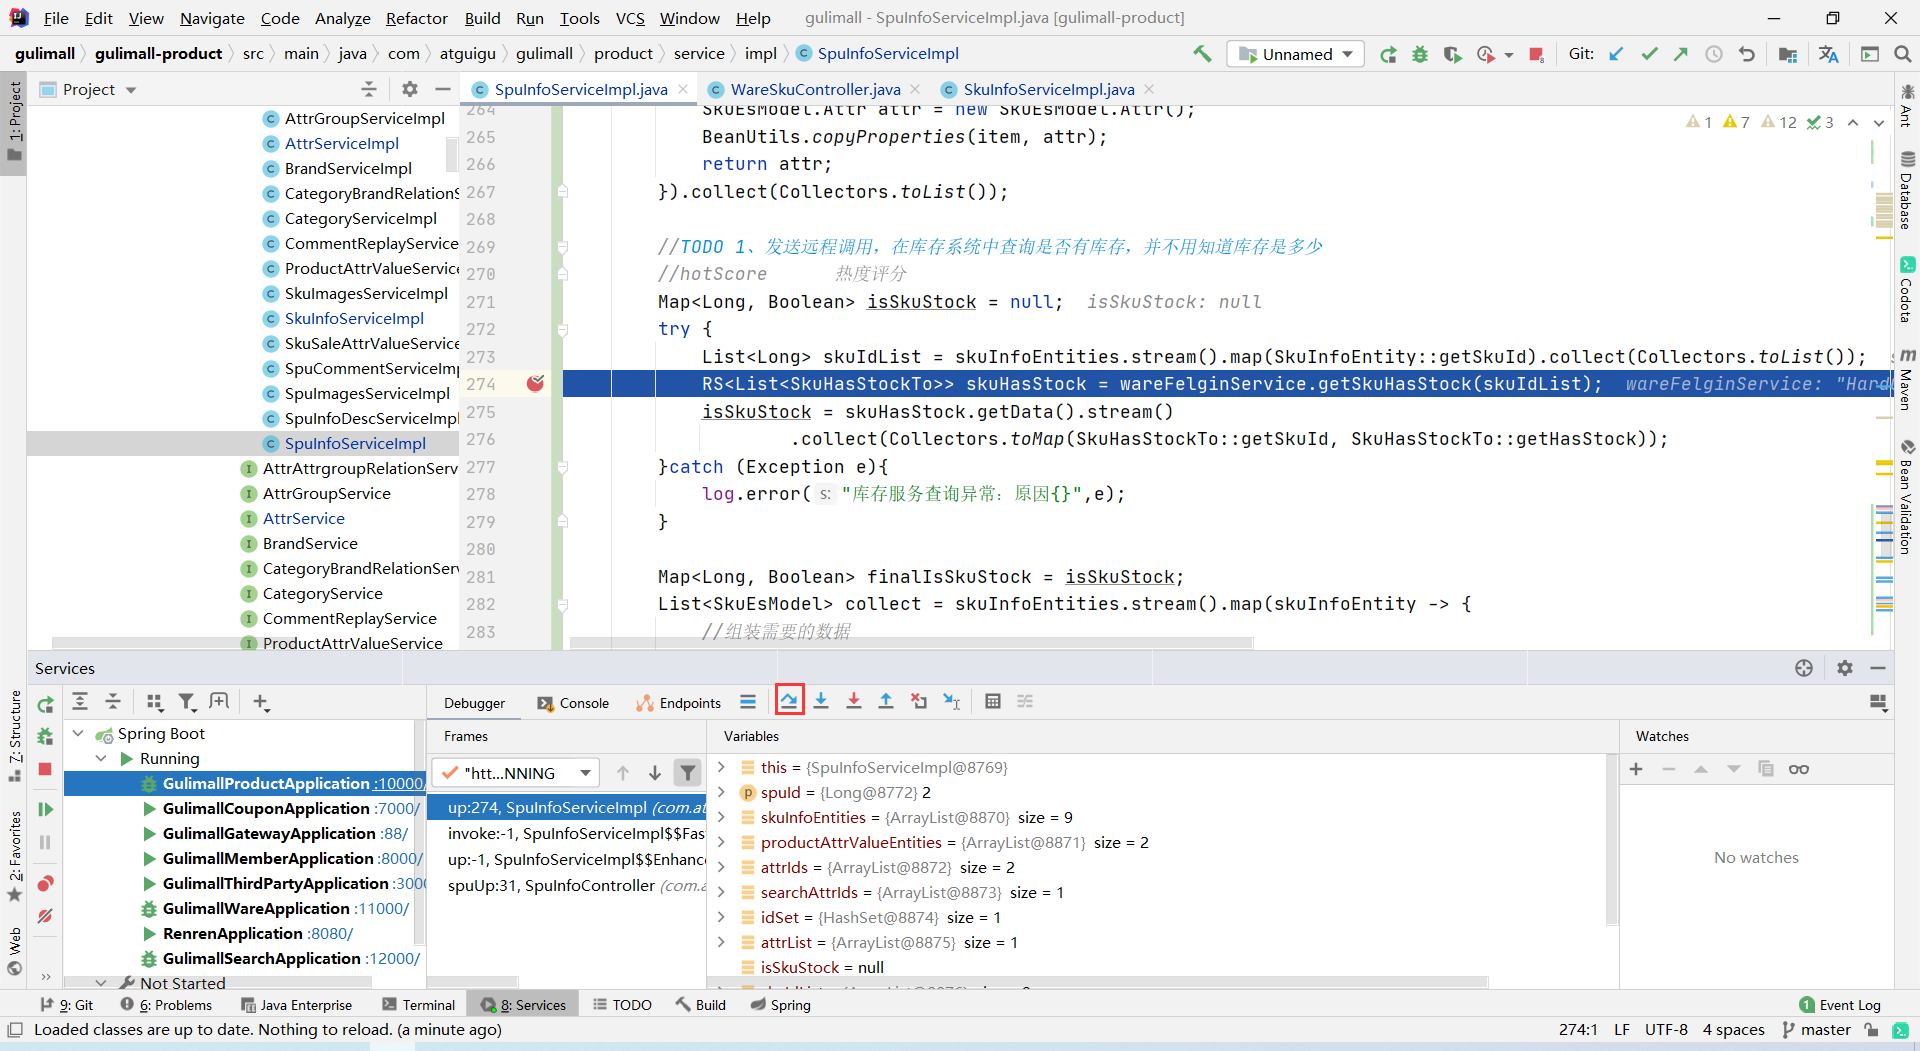 File Edit View Navigate Code Analyze Refactor Build Run Tools VCS Window Help gulimall - SpuInfoServiceImpl.java [gulimall-product]
gulimall gulimall-product src main java com atguigu gulimall product service impl SpuInfoServiceImpl Unnamed Git:
1: Project
Project
AttrGroupServiceImpl
AttrServiceImpl
BrandServiceImpl
CategoryBrandRelationS
CategoryServiceImpl
CommentReplayService
ProductAttrValueService
SkuImagesServiceImpl
SkuInfoServiceImpl
SkuSaleAttrValueService
SpuCommentServiceImp
SpuImagesServiceImpl
SpuInfoDescServiceImpl
SpuInfoServiceImpl
AttrAttrgroupRelationServ
AttrGroupService
AttrService
BrandService
CategoryBrandRelationServ
CategoryService
CommentReplayService
ProductAttrValueService
SpuInfoServiceImpl.java WareSkuController.java SkuInfoServiceImpl.java
1 7 12 3
264 SkuEsModel.Attr attr = new SkuEsModel.Attr();
265 BeanUtils.copyProperties(item, attr);
266 return attr;
267 }).collect(Collectors.toList());
268
269 //TODO 1、发送远程调用，在库存系统中查询是否有库存，并不用知道库存是多少
270 //hotScore 热度评分
271 Map<Long, Boolean> isSkuStock = null; isSkuStock: null
272 try {
273 List<Long> skuIdList = skuInfoEntities.stream().map(SkuInfoEntity::getSkuId).collect(Collectors.toList());
274 RS<List<SkuHasStockTo>> skuHasStock = wareFelginService.getSkuHasStock(skuIdList); wareFelginService: "Hard
275 isSkuStock = skuHasStock.getData().stream()
276 .collect(Collectors.toMap(SkuHasStockTo::getSkuId, SkuHasStockTo::getHasStock));
277 }catch (Exception e){
278 log.error( s: "库存服务查询异常：原因{}",e);
279 }
280
281 Map<Long, Boolean> finalIsSkuStock = isSkuStock;
282 List<SkuEsModel> collect = skuInfoEntities.stream().map(skuInfoEntity -> {
283 //组装需要的数据
Ant
Database
Codota
Maven
Bean Validation
Services
7: Structure
2: Favorites
Web
Spring Boot
Running
GulimallProductApplication :10000/
GulimallCouponApplication :7000/
GulimallGatewayApplication :88/
GulimallMemberApplication :8000/
GulimallThirdPartyApplication :3000
GulimallWareApplication :11000/
RenrenApplication :8080/
GulimallSearchApplication :12000/
Not Started
Debugger Console Endpoints
Frames
"htt...NNING
up:274, SpuInfoServiceImpl (com.at
invoke:-1, SpuInfoServiceImpl$$Fas
up:-1, SpuInfoServiceImpl$$Enhance
spuUp:31, SpuInfoController (com.a
Variables
this = {SpuInfoServiceImpl@8769}
spuId = {Long@8772} 2
skuInfoEntities = {ArrayList@8870} size = 9
productAttrValueEntities = {ArrayList@8871} size = 2
attrIds = {ArrayList@8872} size = 2
searchAttrIds = {ArrayList@8873} size = 1
idSet = {HashSet@8874} size = 1
attrList = {ArrayList@8875} size = 1
isSkuStock = null
Watches
No watches
9: Git 6: Problems Java Enterprise Terminal 8: Services TODO Build Spring 1 Event Log
Loaded classes are up to date. Nothing to reload. (a minute ago) 274:1 LF UTF-8 4 spaces master